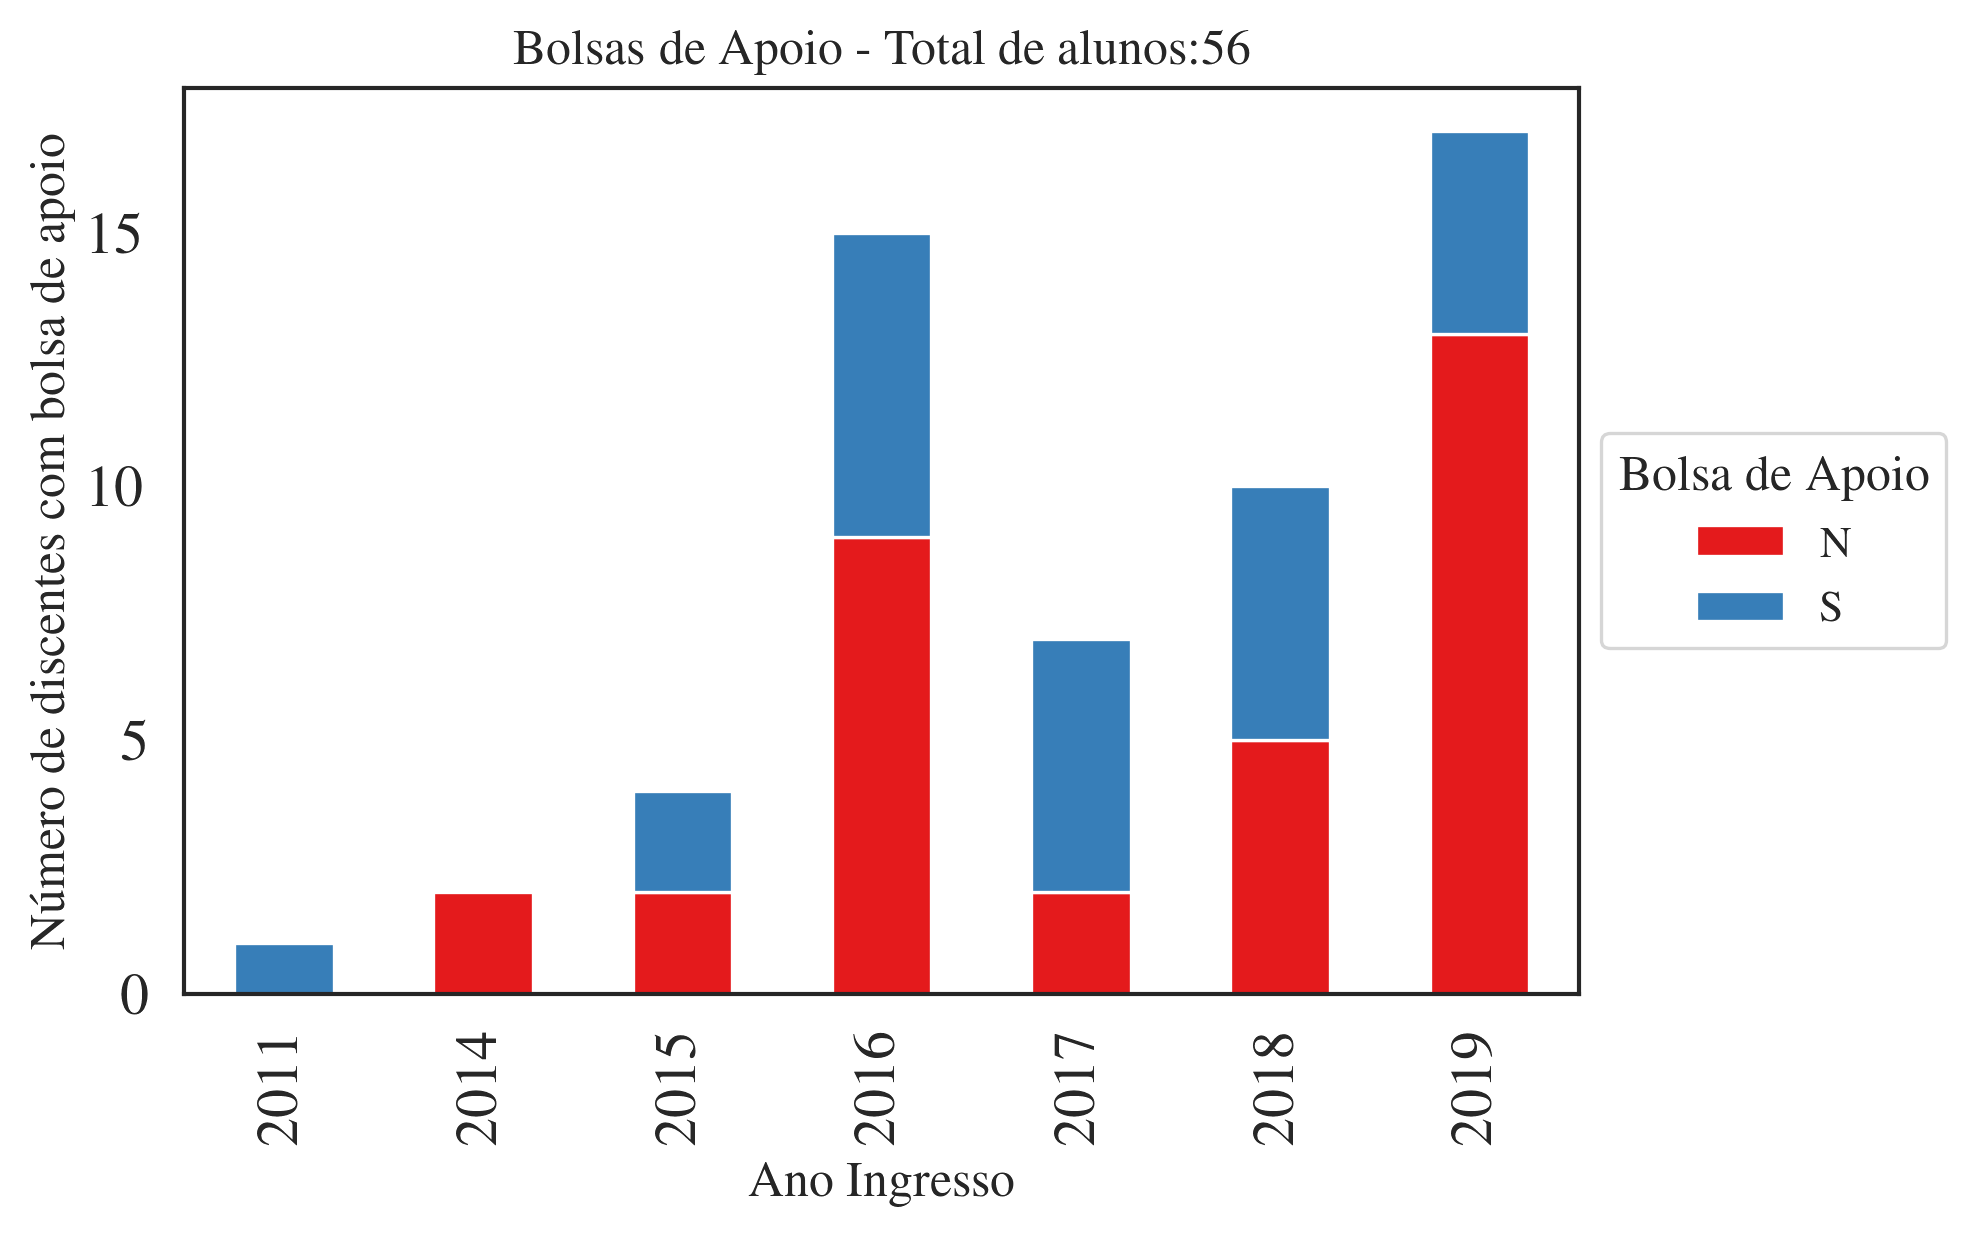 Bolsas de Apoio - Total de alunos:56
Número de discentes com bolsa de apoio
15
10
5
0
2011
2014
2015
2016
2017
2018
2019
Ano Ingresso
Bolsa de Apoio
N
S